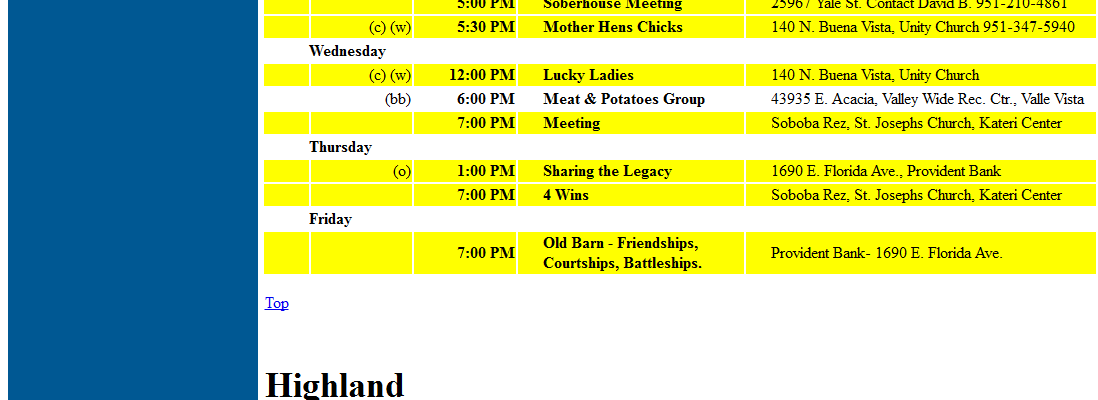 5:00 PM Soberhouse Meeting 25967 Yale St. Contact David B. 951-210-4861
(c) (w) 5:30 PM Mother Hens Chicks 140 N. Buena Vista, Unity Church 951-347-5940
Wednesday
(c) (w) 12:00 PM Lucky Ladies 140 N. Buena Vista, Unity Church
(bb) 6:00 PM Meat & Potatoes Group 43935 E. Acacia, Valley Wide Rec. Ctr., Valle Vista
7:00 PM Meeting Soboba Rez, St. Josephs Church, Kateri Center
Thursday
(o) 1:00 PM Sharing the Legacy 1690 E. Florida Ave., Provident Bank
7:00 PM 4 Wins Soboba Rez, St. Josephs Church, Kateri Center
Friday
7:00 PM Old Barn - Friendships, Provident Bank- 1690 E. Florida Ave.
Courtships, Battleships.
Top
Highland